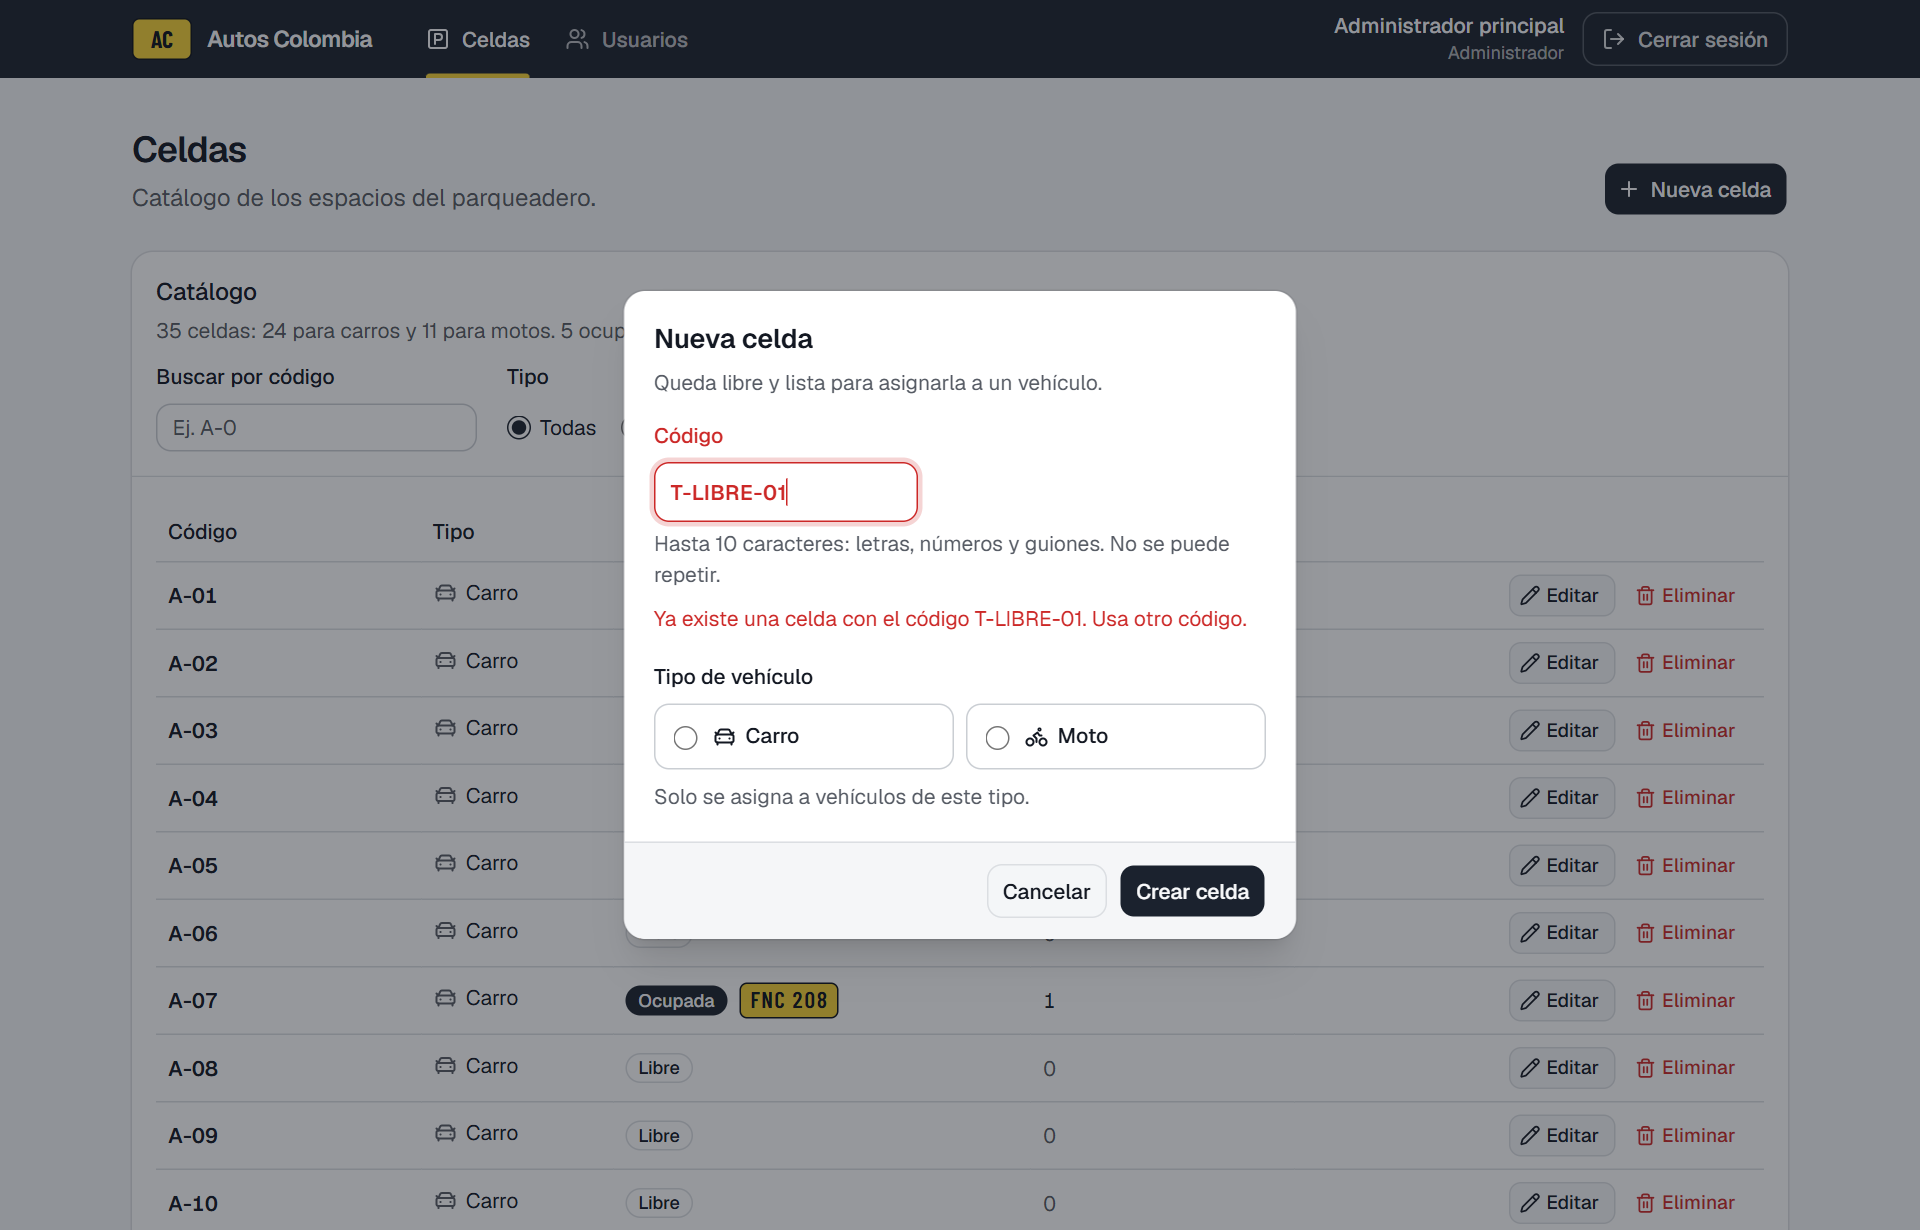 AC Autos Colombia Celdas Usuarios Administrador principal Cerrar sesión
Administrador
Celdas
Catálogo de los espacios del parqueadero.
+ Nueva celda
Catálogo
35 celdas: 24 para carros y 11 para motos. 5 ocup
Buscar por código Tipo
Ej. A-0 Todas
Código Tipo
A-01 Carro Editar Eliminar
A-02 Carro Editar Eliminar
A-03 Carro Editar Eliminar
A-04 Carro Editar Eliminar
A-05 Carro Editar Eliminar
A-06 Carro Editar Eliminar
A-07 Carro Ocupada FNC 208 1 Editar Eliminar
A-08 Carro Libre 0 Editar Eliminar
A-09 Carro Libre 0 Editar Eliminar
A-10 Carro Libre 0 Editar Eliminar
Nueva celda
Queda libre y lista para asignarla a un vehículo.
Código
T-LIBRE-01
Hasta 10 caracteres: letras, números y guiones. No se puede
repetir.
Ya existe una celda con el código T-LIBRE-01. Usa otro código.
Tipo de vehículo
Carro Moto
Solo se asigna a vehículos de este tipo.
Cancelar Crear celda